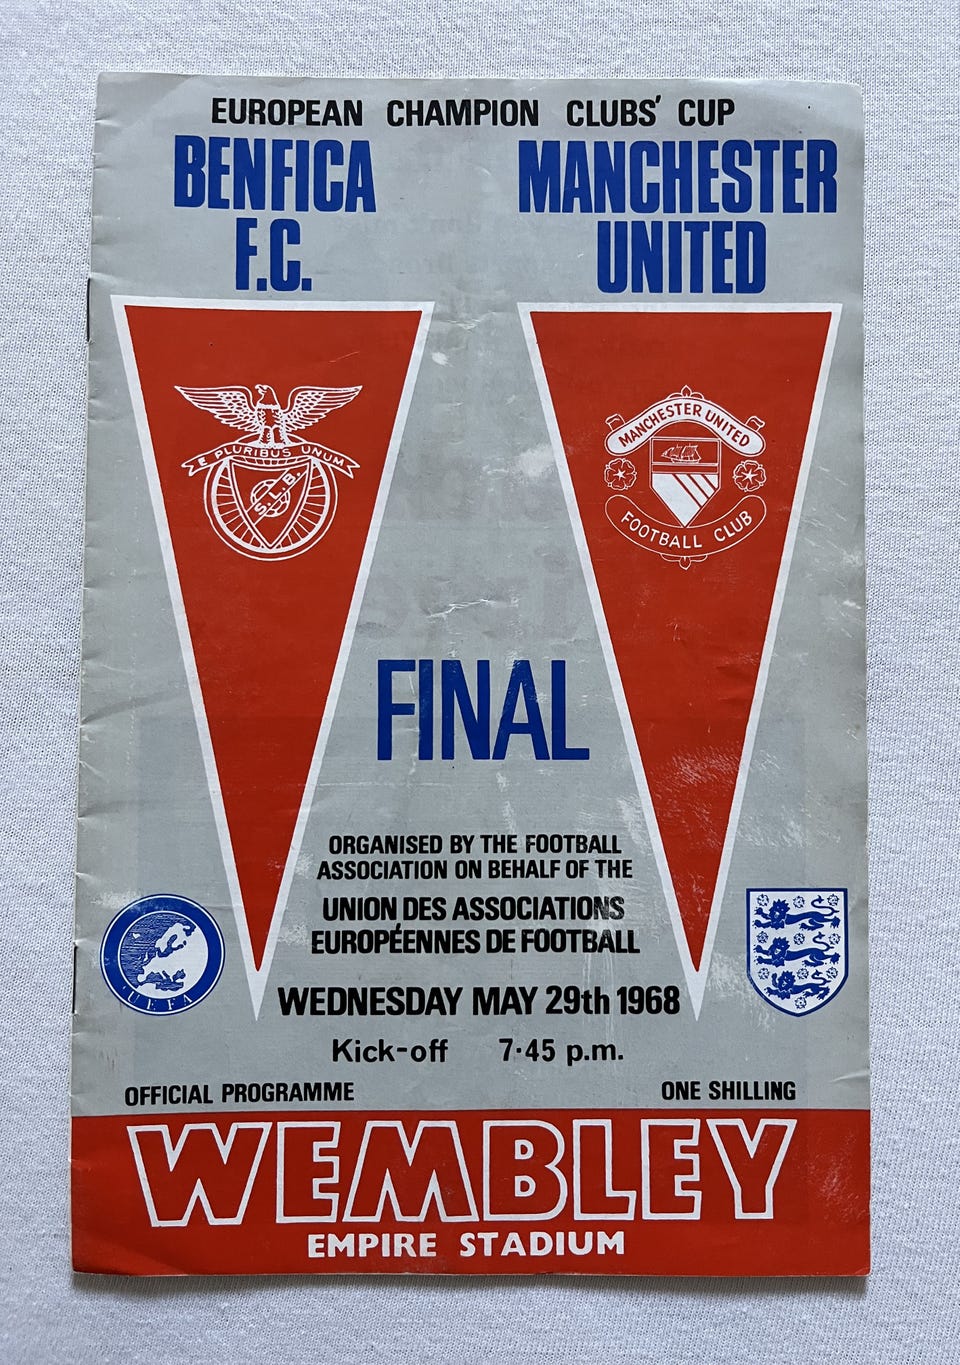 EUROPEAN CHAMPION CLUBS' CUP
BENFICA
F.C.
MANCHESTER
UNITED
E PLURIBUS UNUM
S.L.B.
MANCHESTER UNITED
FOOTBALL CLUB
FINAL
ORGANISED BY THE FOOTBALL
ASSOCIATION ON BEHALF OF THE
UNION DES ASSOCIATIONS
EUROPÉENNES DE FOOTBALL
UEFA
WEDNESDAY MAY 29th 1968
Kick-off 7·45 p.m.
OFFICIAL PROGRAMME
ONE SHILLING
WEMBLEY
EMPIRE STADIUM